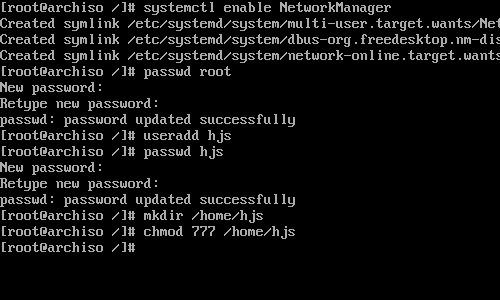 [root@archiso /]# systemctl enable NetworkManager
Created symlink /etc/systemd/system/multi-user.target.wants/Net
Created symlink /etc/systemd/system/dbus-org.freedesktop.nm-dis
Created symlink /etc/systemd/system/network-online.target.wants
[root@archiso /]# passwd root
New password:
Retype new password:
passwd: password updated successfully
[root@archiso /]# useradd hjs
[root@archiso /]# passwd hjs
New password:
Retype new password:
passwd: password updated successfully
[root@archiso /]# mkdir /home/hjs
[root@archiso /]# chmod 777 /home/hjs
[root@archiso /]#